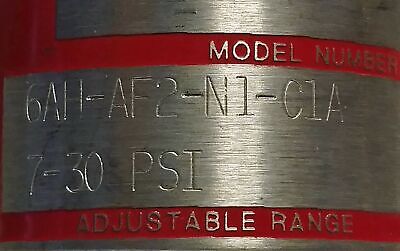 MODEL NUMBER
6AH-AF2-N1-C1A
7-30 PSI
ADJUSTABLE RANGE